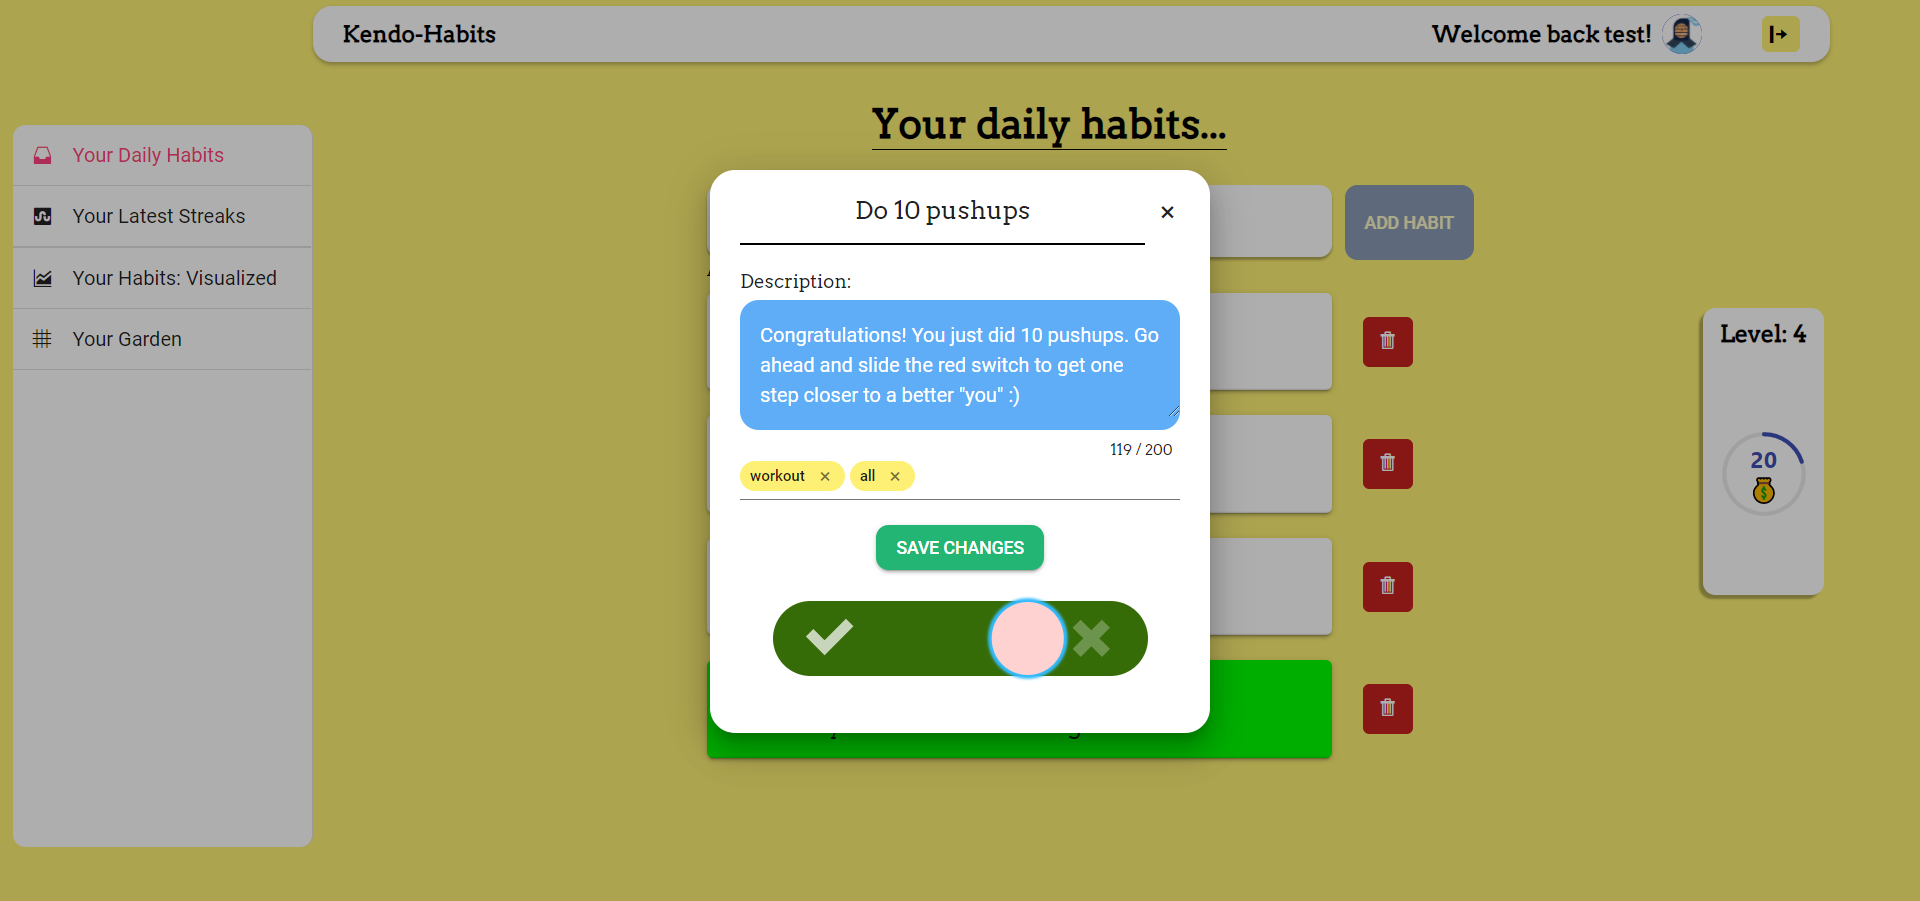 Kendo-Habits
Welcome back test!
Your Daily Habits
Your Latest Streaks
Your Habits: Visualized
Your Garden
Your daily habits...
ADD HABIT
Do 10 pushups
Description:
Congratulations! You just did 10 pushups. Go
ahead and slide the red switch to get one
step closer to a better "you" :)
119 / 200
workout
all
SAVE CHANGES
Level: 4
20